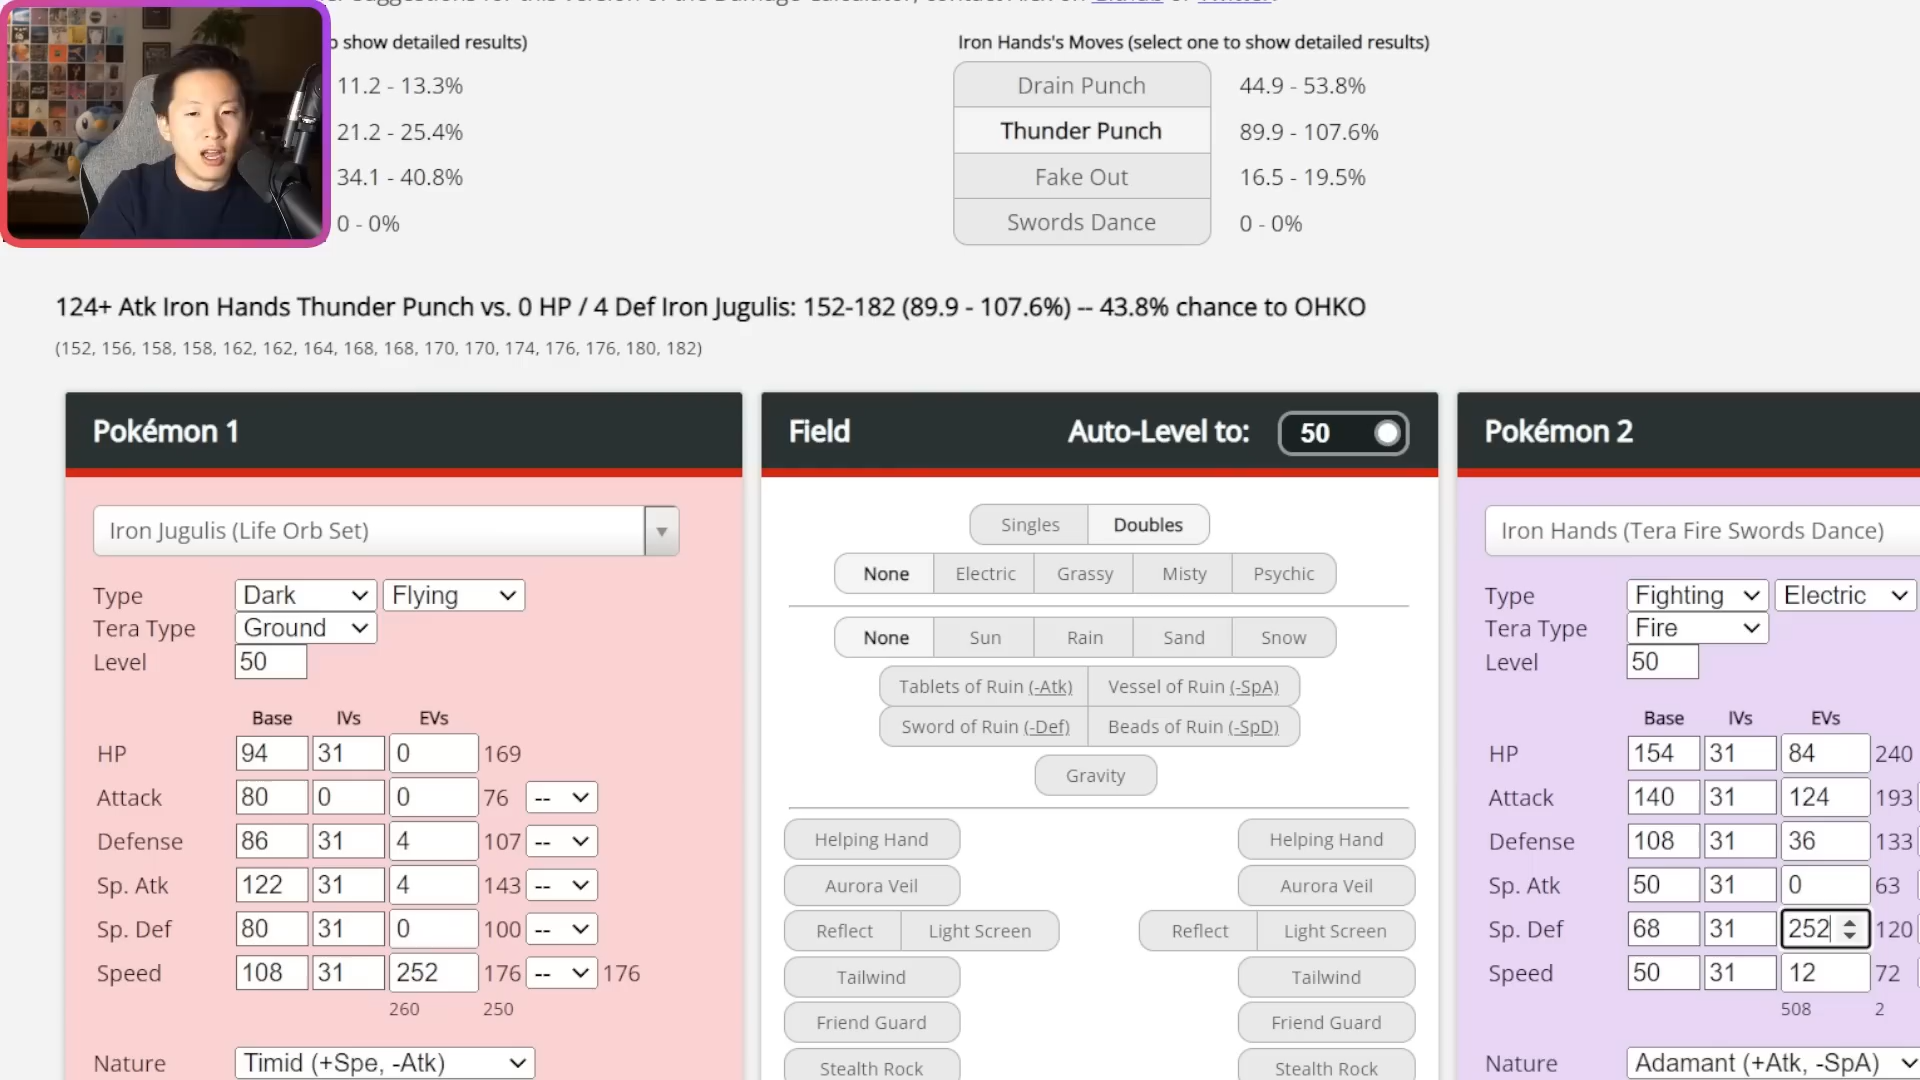 o show detailed results)
11.2 - 13.3%
21.2 - 25.4%
34.1 - 40.8%
0 - 0%
Iron Hands's Moves (select one to show detailed results)
Drain Punch 44.9 - 53.8%
Thunder Punch 89.9 - 107.6%
Fake Out 16.5 - 19.5%
Swords Dance 0 - 0%
124+ Atk Iron Hands Thunder Punch vs. 0 HP / 4 Def Iron Jugulis: 152-182 (89.9 - 107.6%) -- 43.8% chance to OHKO
(152, 156, 158, 158, 162, 162, 164, 168, 168, 170, 170, 174, 176, 176, 180, 182)
Pokémon 1
Iron Jugulis (Life Orb Set)
Type Dark Flying
Tera Type Ground
Level 50
Base IVs EVs
HP 94 31 0 169
Attack 80 0 0 76 --
Defense 86 31 4 107 --
Sp. Atk 122 31 4 143 --
Sp. Def 80 31 0 100 --
Speed 108 31 252 176 -- 176
260 250
Nature Timid (+Spe, -Atk)
Field Auto-Level to: 50
Singles Doubles
None Electric Grassy Misty Psychic
None Sun Rain Sand Snow
Tablets of Ruin (-Atk) Vessel of Ruin (-SpA)
Sword of Ruin (-Def) Beads of Ruin (-SpD)
Gravity
Helping Hand Helping Hand
Aurora Veil Aurora Veil
Reflect Light Screen Reflect Light Screen
Tailwind Tailwind
Friend Guard Friend Guard
Stealth Rock Stealth Rock
Pokémon 2
Iron Hands (Tera Fire Swords Dance)
Type Fighting Electric
Tera Type Fire
Level 50
Base IVs EVs
HP 154 31 84 240
Attack 140 31 124 193
Defense 108 31 36 133
Sp. Atk 50 31 0 63
Sp. Def 68 31 252 120
Speed 50 31 12 72
508 2
Nature Adamant (+Atk, -SpA)